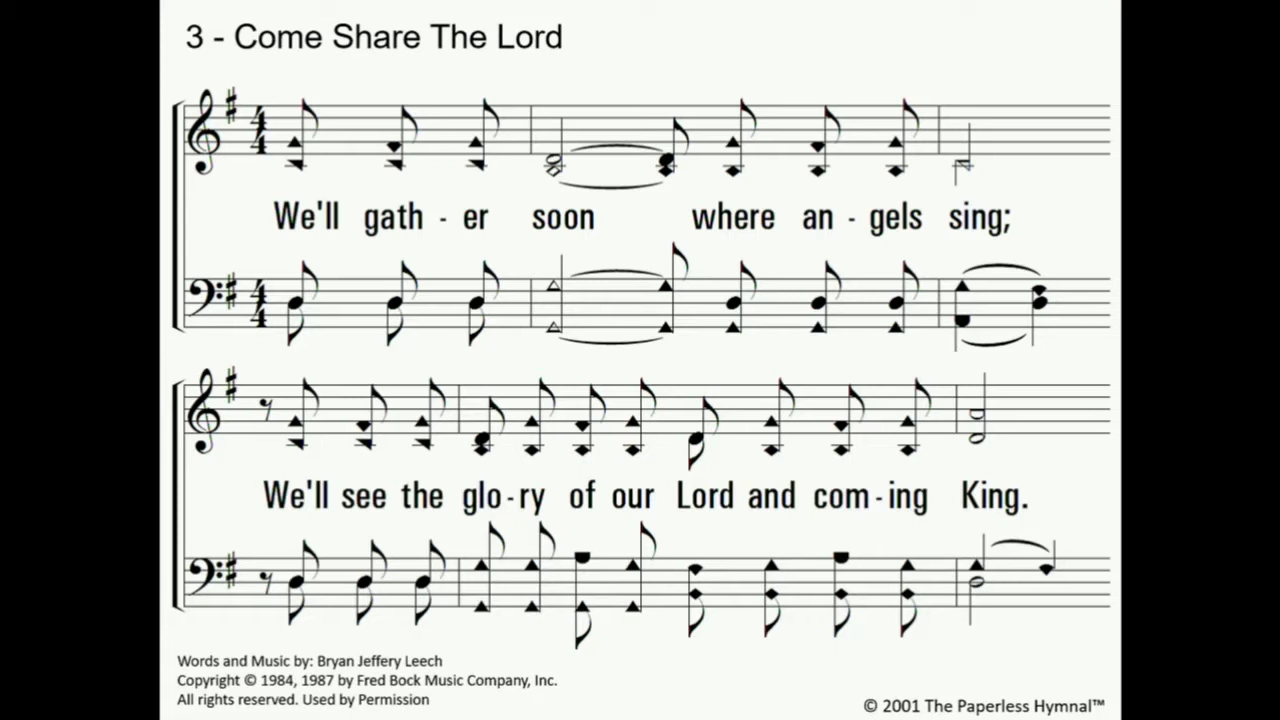 3 - Come Share The Lord
We'll gath - er soon where an - gels sing;
We'll see the glo - ry of our Lord and com - ing King.
Words and Music by: Bryan Jeffery Leech
Copyright © 1984, 1987 by Fred Bock Music Company, Inc.
All rights reserved. Used by Permission
© 2001 The Paperless Hymnal™